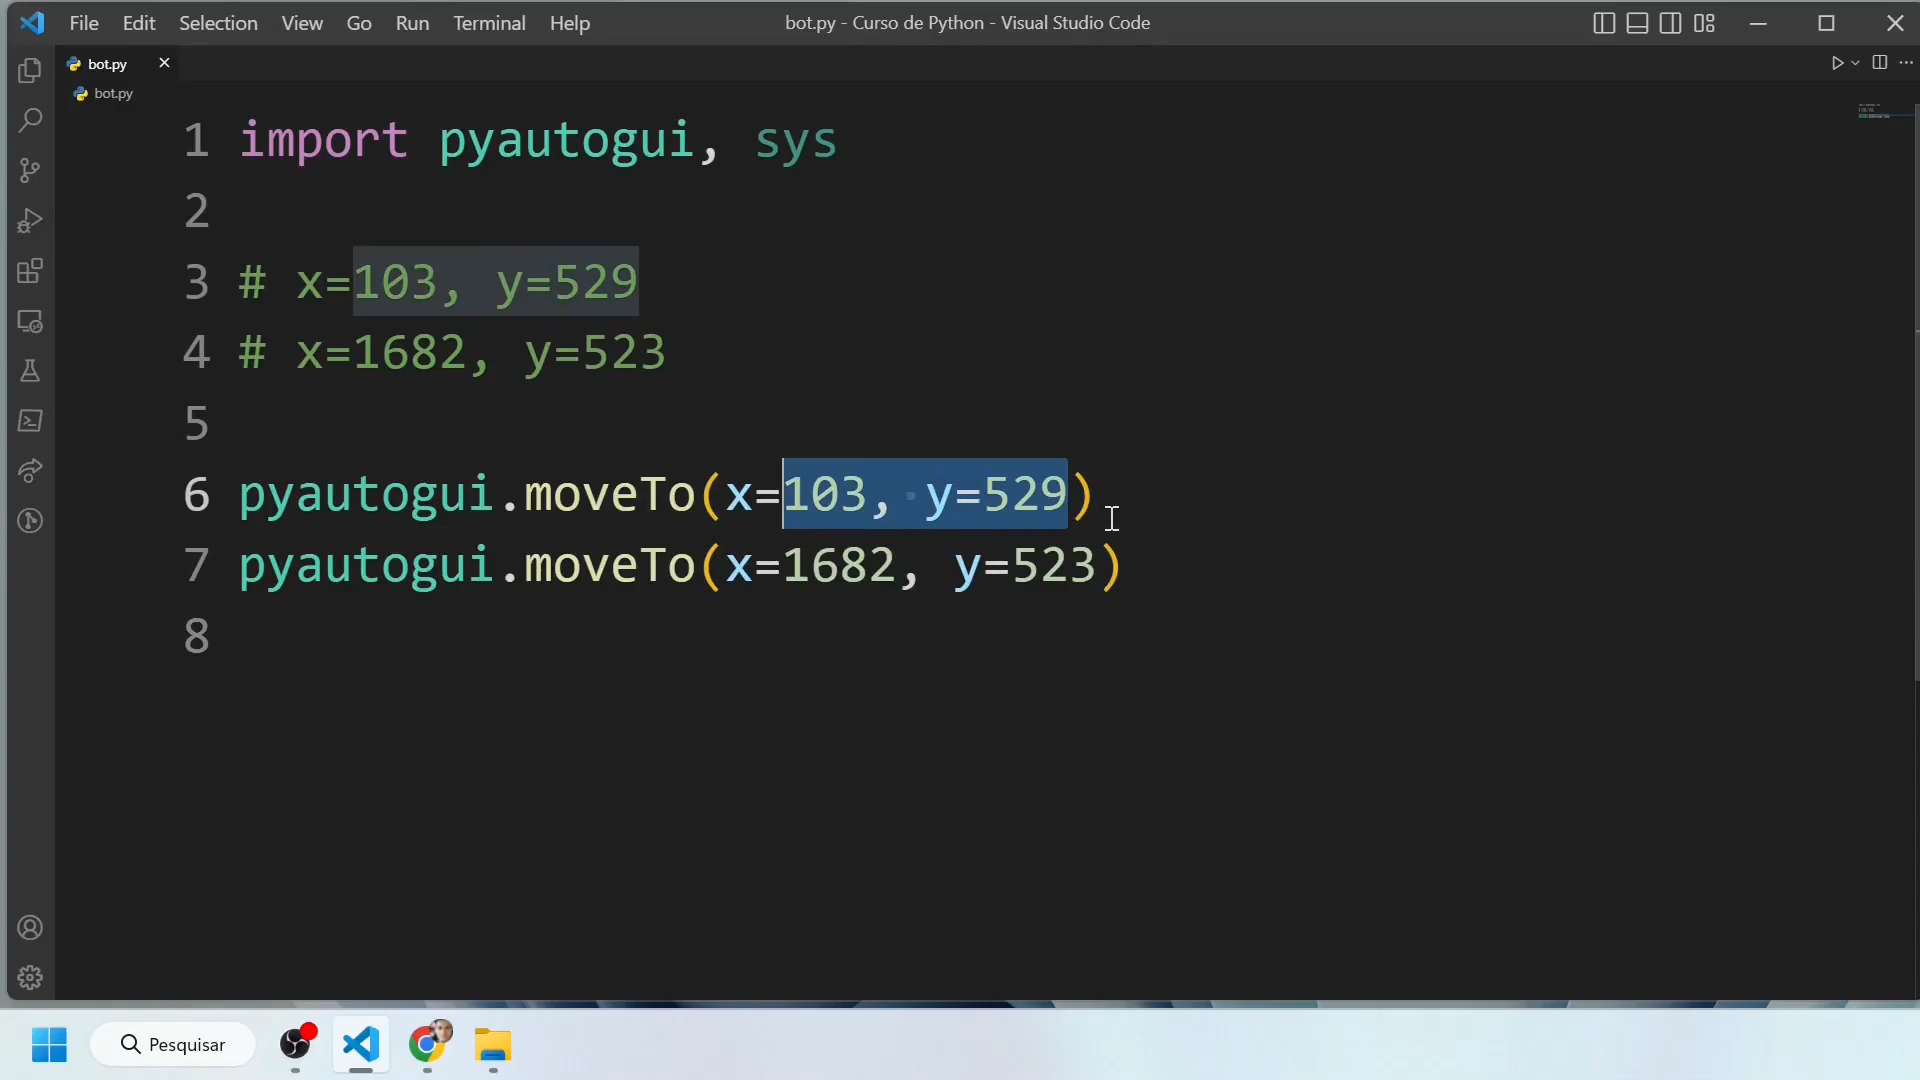 File Edit Selection View Go Run Terminal Help bot.py - Curso de Python - Visual Studio Code
bot.py
bot.py
1 import pyautogui, sys
2
3 # x=103, y=529
4 # x=1682, y=523
5
6 pyautogui.moveTo(x=103, y=529)
7 pyautogui.moveTo(x=1682, y=523)
8
Pesquisar